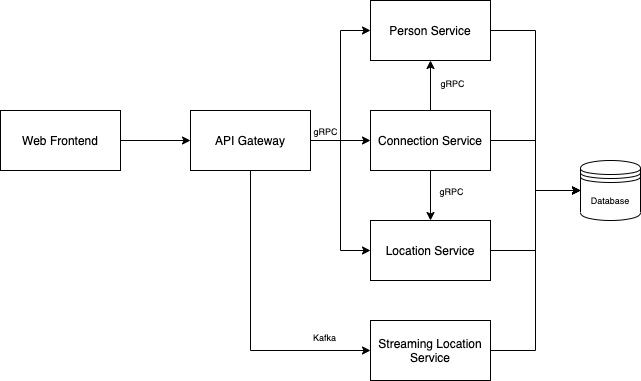 Person Service
gRPC
Web Frontend
API Gateway
gRPC
Connection Service
gRPC
Database
Location Service
Kafka
Streaming Location
Service